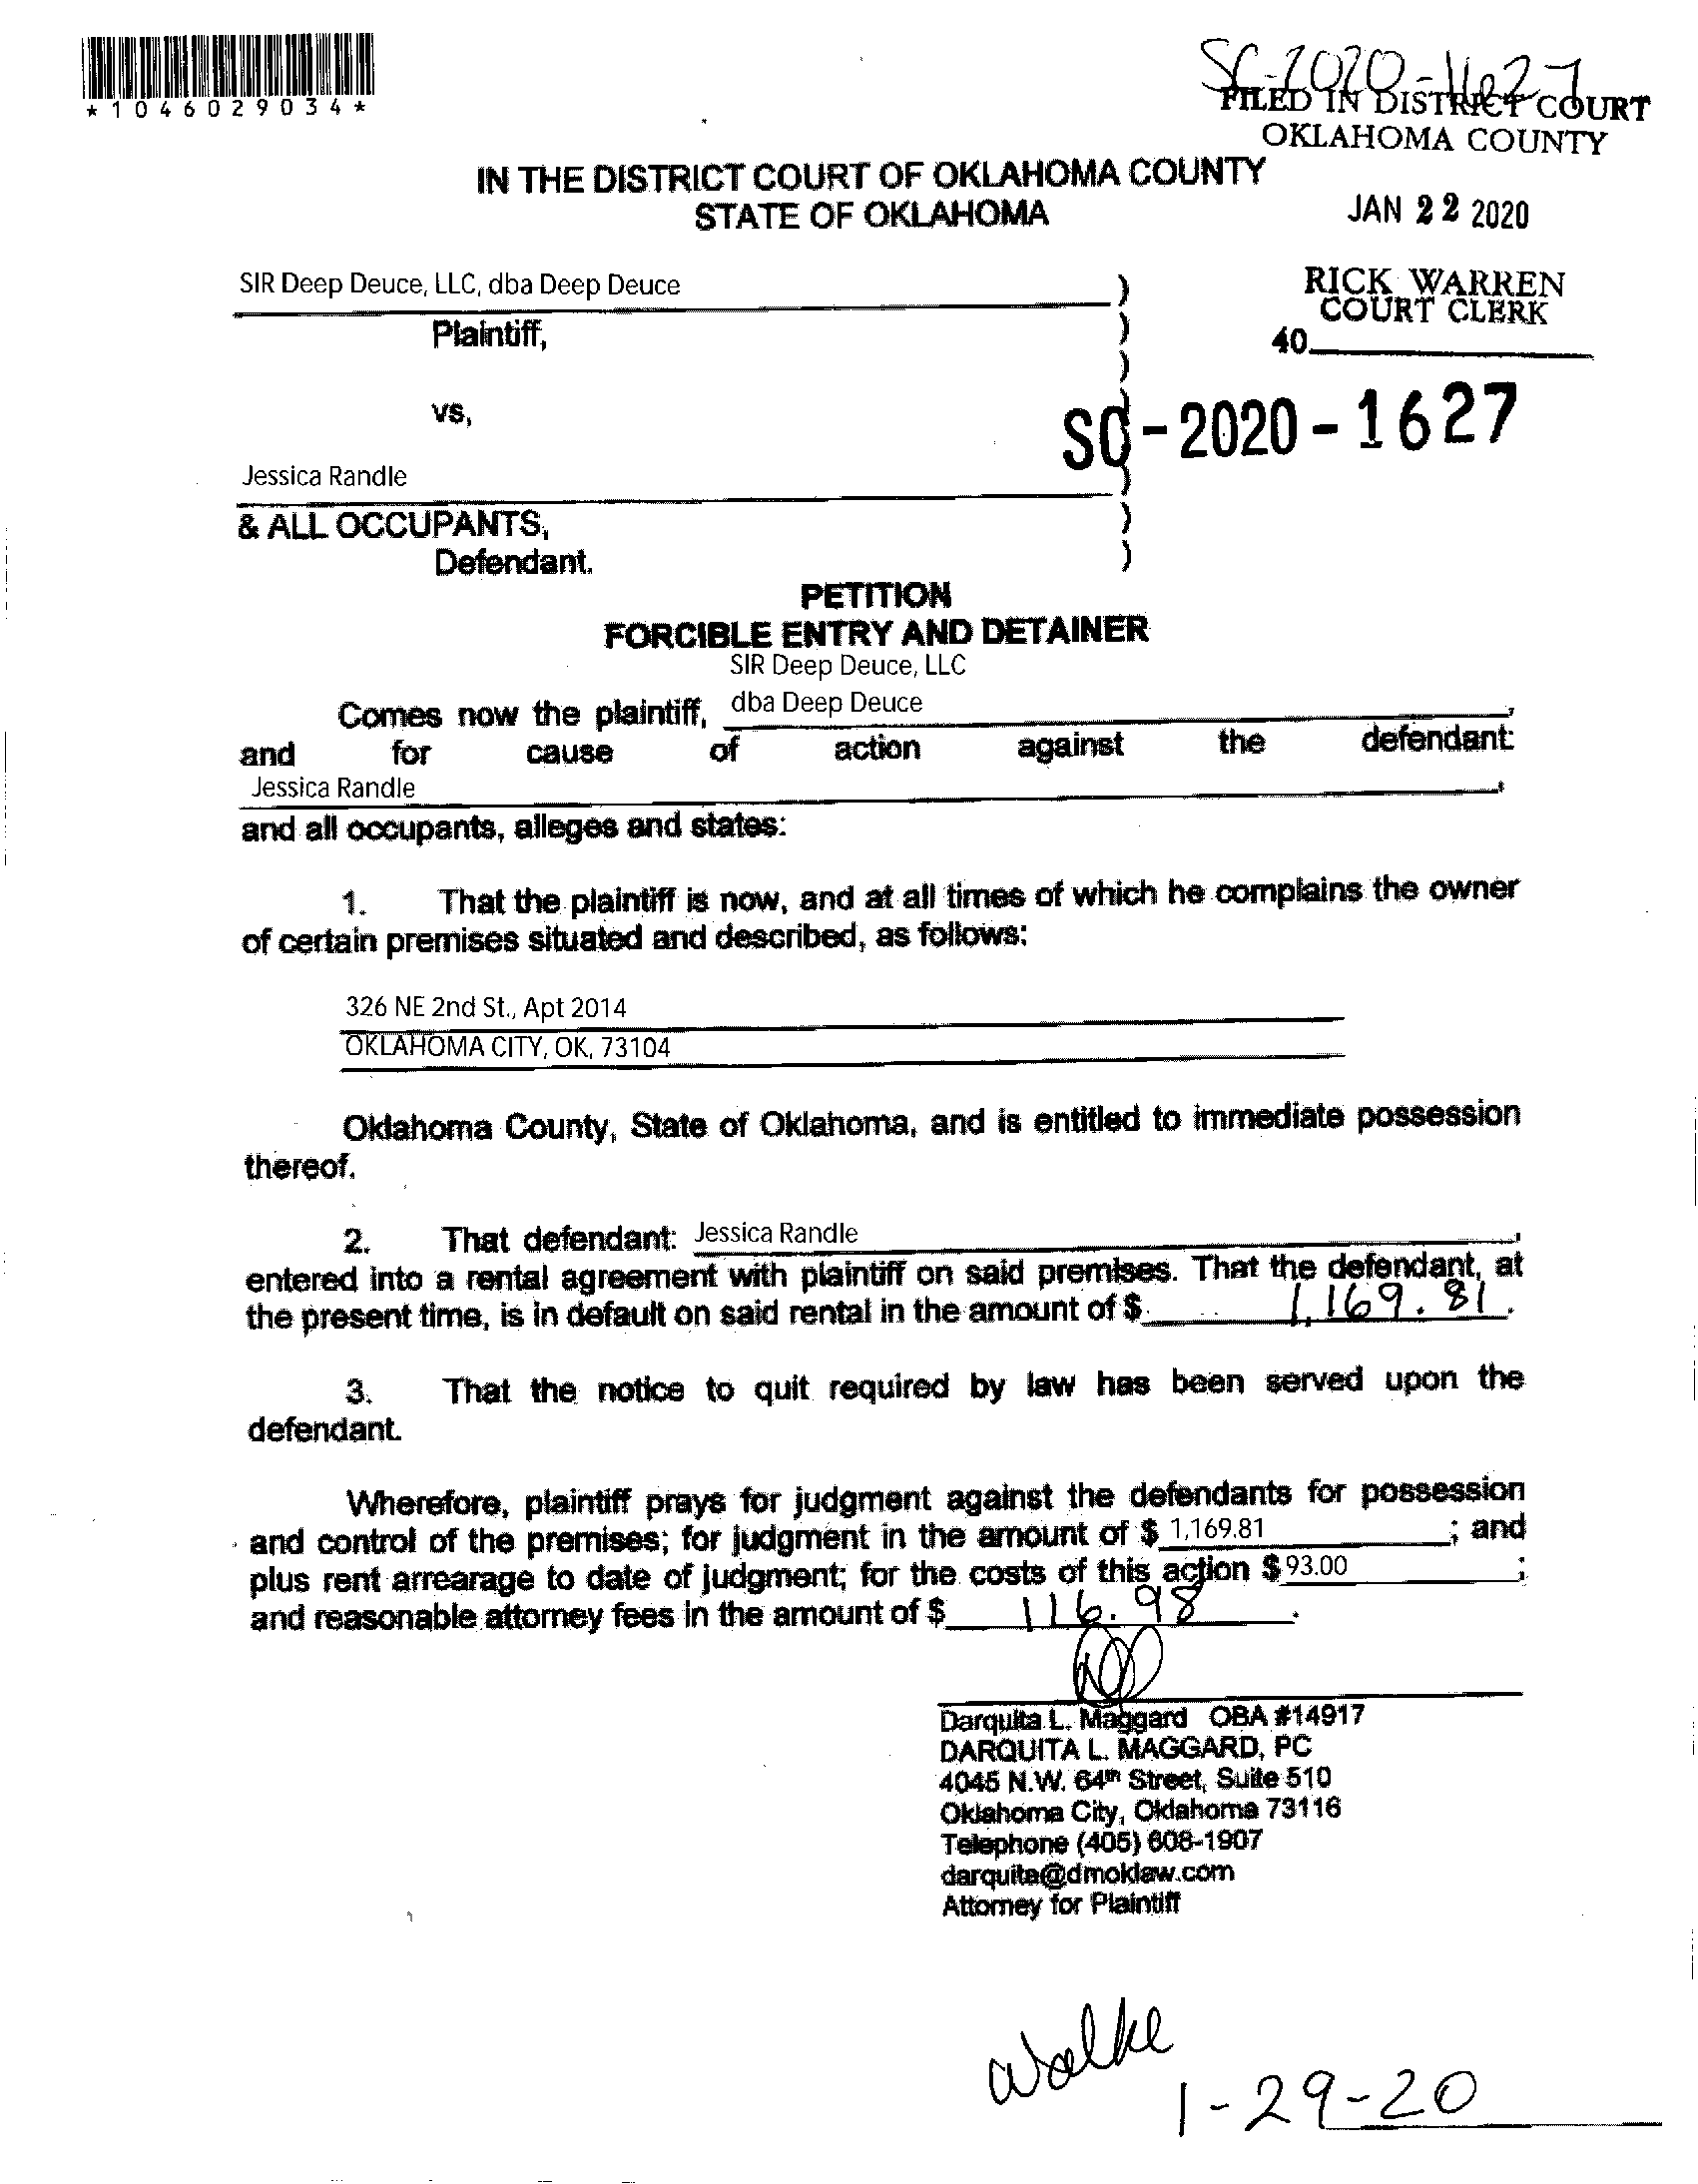 SC-2020-1627
*1046029034*
FILED IN DISTRICT COURT
OKLAHOMA COUNTY
IN THE DISTRICT COURT OF OKLAHOMA COUNTY
STATE OF OKLAHOMA
JAN 22 2020
SIR Deep Deuce, LLC, dba Deep Deuce )
RICK WARREN
COURT CLERK
Plaintiff, )
40
)
vs, )
SC-2020-1627
Jessica Randle )
& ALL OCCUPANTS, )
Defendant. )
PETITION
FORCIBLE ENTRY AND DETAINER
SIR Deep Deuce, LLC
Comes now the plaintiff, dba Deep Deuce,
and for cause of action against the defendant:
Jessica Randle,
and all occupants, alleges and states:
1. That the plaintiff is now, and at all times of which he complains the owner
of certain premises situated and described, as follows:
326 NE 2nd St., Apt 2014
OKLAHOMA CITY, OK, 73104
Oklahoma County, State of Oklahoma, and is entitled to immediate possession
thereof.
2. That defendant: Jessica Randle,
entered into a rental agreement with plaintiff on said premises. That the defendant, at
the present time, is in default on said rental in the amount of $ 1,169.81.
3. That the notice to quit required by law has been served upon the
defendant.
Wherefore, plaintiff prays for judgment against the defendants for possession
and control of the premises; for judgment in the amount of $ 1,169.81; and
plus rent arrearage to date of judgment; for the costs of this action $ 93.00;
and reasonable attorney fees in the amount of $ 116.98.
Darquita L. Maggard OBA #14917
DARQUITA L. MAGGARD, PC
4045 N.W. 64th Street, Suite 510
Oklahoma City, Oklahoma 73116
Telephone (405) 608-1907
darquita@dmoklaw.com
Attorney for Plaintiff
Walke
1-29-20